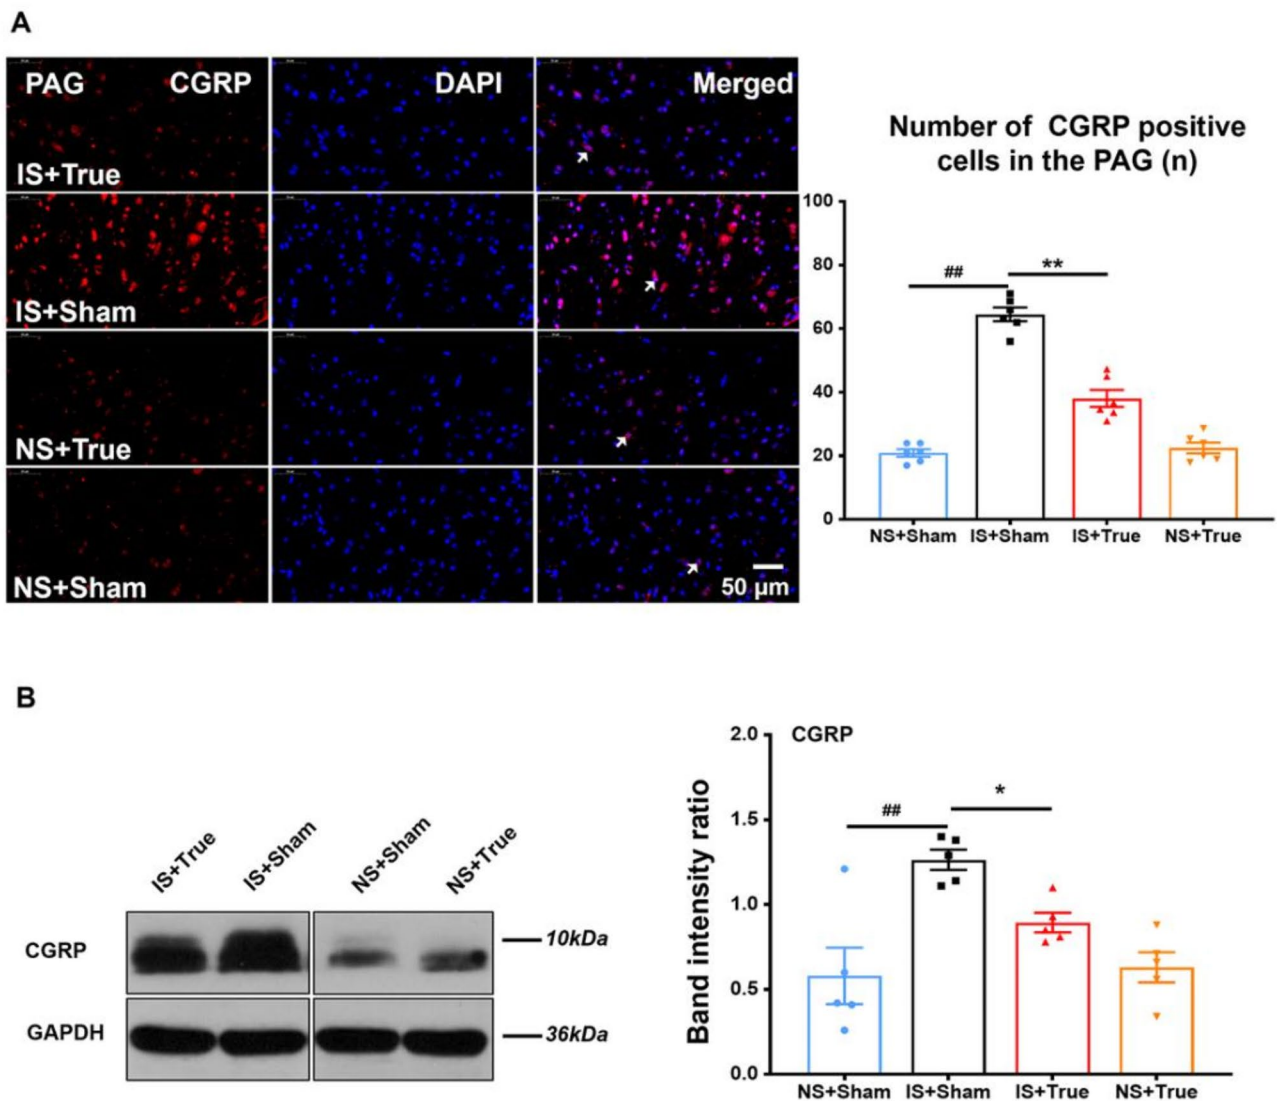 A
PAG CGRP DAPI Merged
IS+True
IS+Sham
NS+True
NS+Sham
50 μm
Number of CGRP positive
cells in the PAG (n)
100
80
60
40
20
0
##
**
NS+Sham IS+Sham IS+True NS+True
B
IS+True IS+Sham NS+Sham NS+True
CGRP
10kDa
GAPDH
36kDa
CGRP
Band intensity ratio
2.0
1.5
1.0
0.5
0.0
##
*
NS+Sham IS+Sham IS+True NS+True